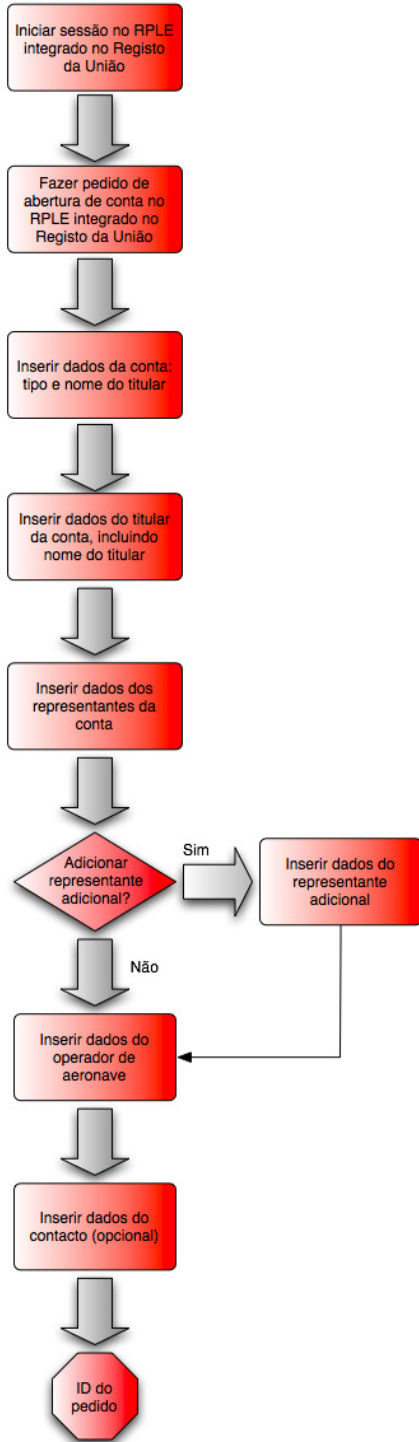 Iniciar sessão no RPLE
integrado no Registo
da União
Fazer pedido de
abertura de conta no
RPLE integrado no
Registo da União
Inserir dados da conta:
tipo e nome do titular
Inserir dados do titular
da conta, incluindo
nome do titular
Inserir dados dos
representantes da
conta
Adicionar
representante
adicional?
Sim
Inserir dados do
representante
adicional
Não
Inserir dados do
operador de
aeronave
Inserir dados do
contacto (opcional)
ID do
pedido